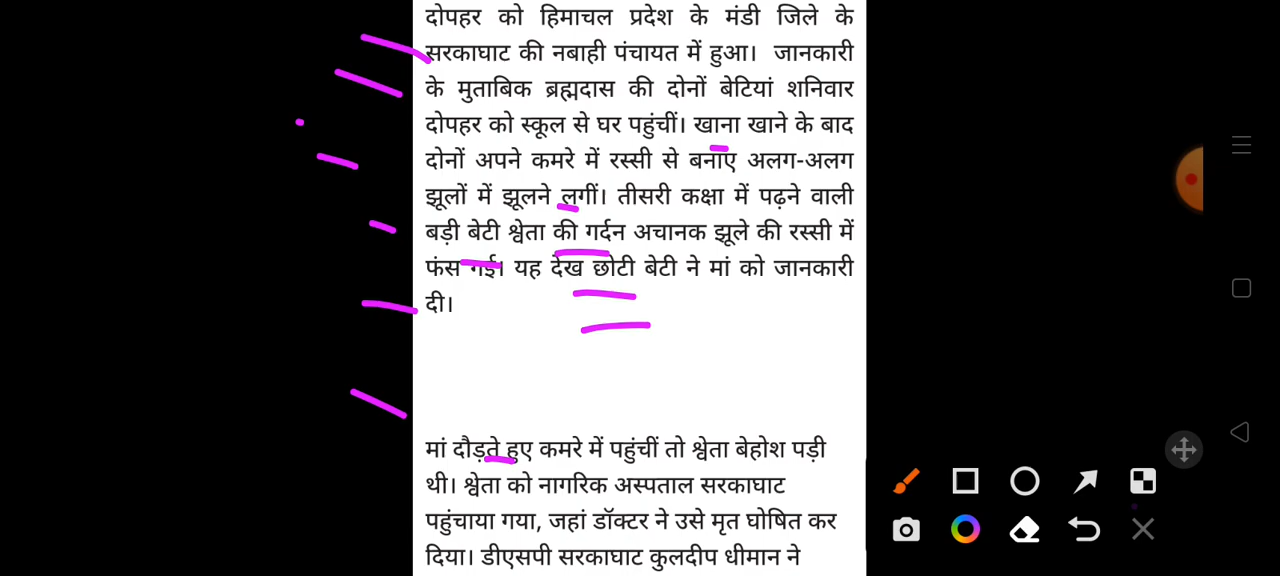 दोपहर को हिमाचल प्रदेश के मंडी जिले के
सरकाघाट की नबाही पंचायत में हुआ। जानकारी
के मुताबिक ब्रह्मदास की दोनों बेटियां शनिवार
दोपहर को स्कूल से घर पहुंचीं। खाना खाने के बाद
दोनों अपने कमरे में रस्सी से बनाए अलग-अलग
झूलों में झूलने लगीं। तीसरी कक्षा में पढ़ने वाली
बड़ी बेटी श्वेता की गर्दन अचानक झूले की रस्सी में
फंस गई। यह देख छोटी बेटी ने मां को जानकारी
दी।
मां दौड़ते हुए कमरे में पहुंचीं तो श्वेता बेहोश पड़ी
थी। श्वेता को नागरिक अस्पताल सरकाघाट
पहुंचाया गया, जहां डॉक्टर ने उसे मृत घोषित कर
दिया। डीएसपी सरकाघाट कुलदीप धीमान ने